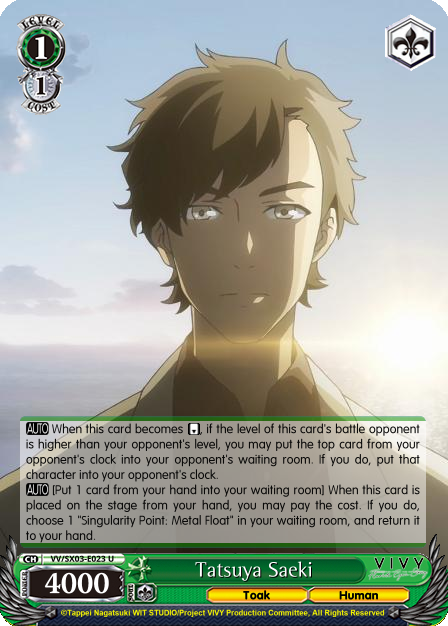 LEVEL
1
1
COST
AUTO When this card becomes , if the level of this card's battle opponent
is higher than your opponent's level, you may put the top card from your
opponent's clock into your opponent's waiting room. If you do, put that
character into your opponent's clock.
AUTO [Put 1 card from your hand into your waiting room] When this card is
placed on the stage from your hand, you may pay the cost. If you do,
choose 1 "Singularity Point: Metal Float" in your waiting room, and return it
to your hand.
CH VV/SX03-E023 U
POWER 4000 SOUL
Tatsuya Saeki
VIVY
Toak Human
©Tappei Nagatsuki WIT STUDIO/Project VIVY Production Committee, All Rights Reserved.